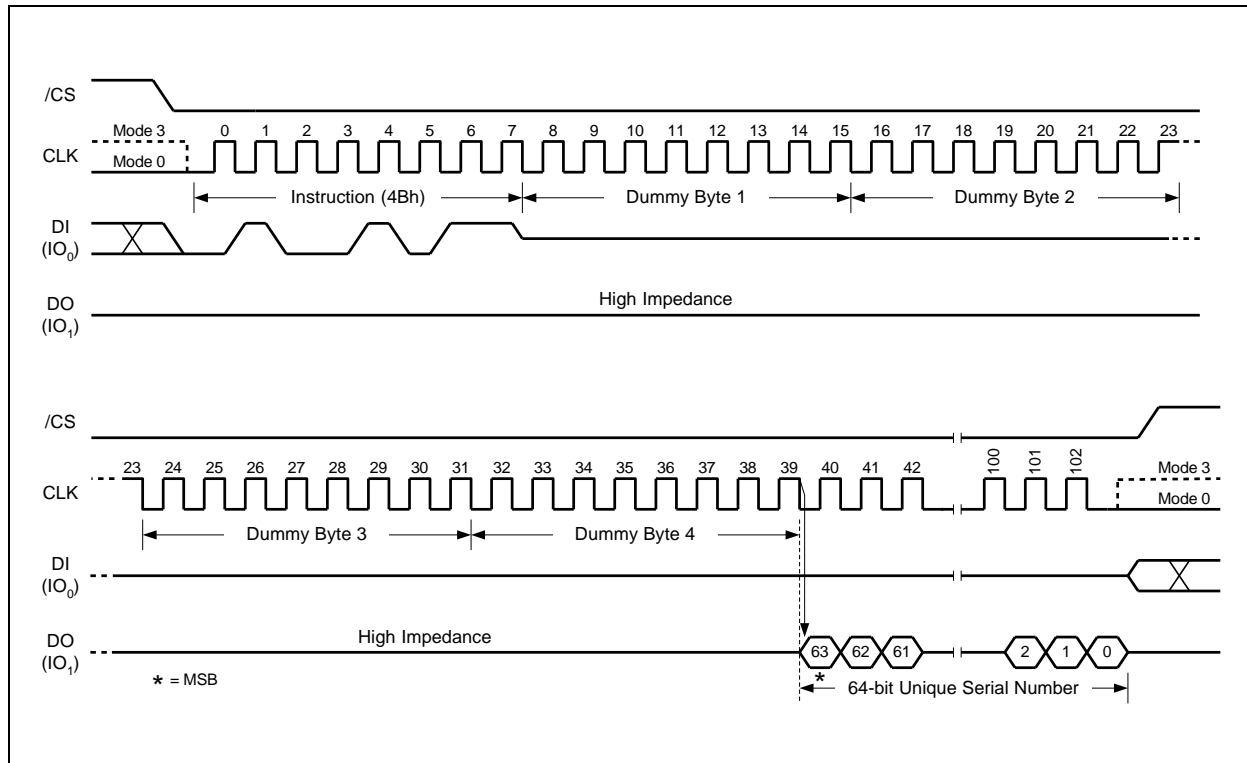 /CS
Mode 3
0 1 2 3 4 5 6 7 8 9 10 11 12 13 14 15 16 17 18 19 20 21 22 23
CLK
Mode 0
Instruction (4Bh) Dummy Byte 1 Dummy Byte 2
DI
(IO0)
High Impedance
DO
(IO1)
/CS
23 24 25 26 27 28 29 30 31 32 33 34 35 36 37 38 39 40 41 42 100 101 102
Mode 3
CLK
Mode 0
Dummy Byte 3 Dummy Byte 4
DI
(IO0)
High Impedance
DO
(IO1)
63 62 61 2 1 0
* = MSB
* 64-bit Unique Serial Number